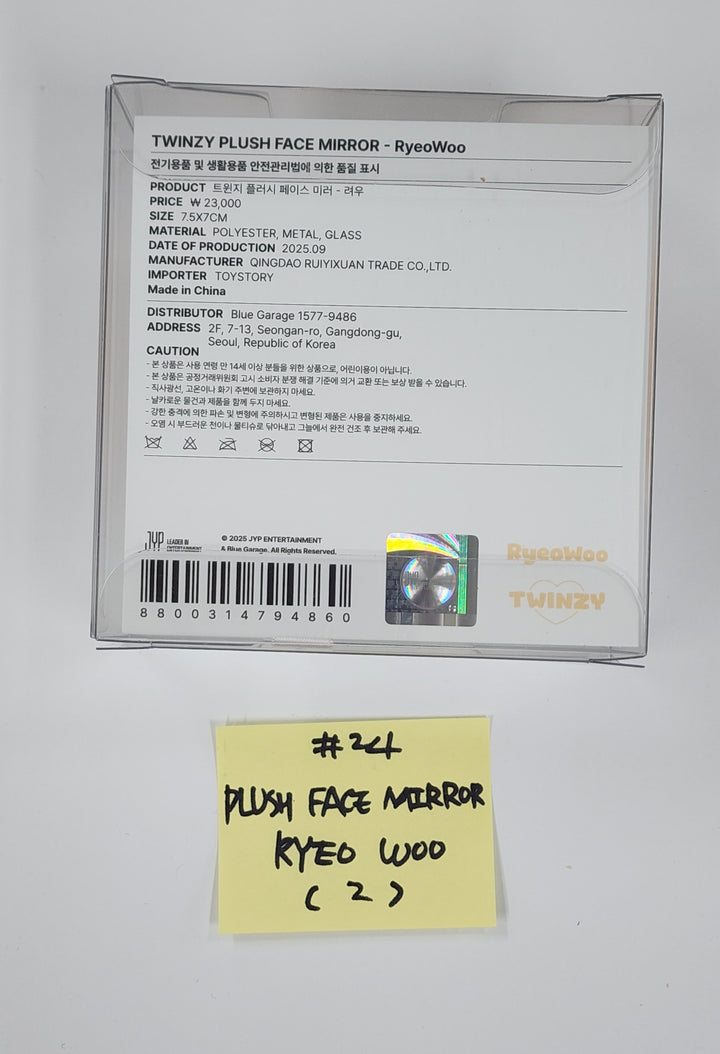 TWINZY PLUSH FACE MIRROR - RyeoWoo
전기용품 및 생활용품 안전관리법에 의한 품질 표시
PRODUCT 트윈지 플러시 페이스 미러 - 려우
PRICE ₩ 23,000
SIZE 7.5X7CM
MATERIAL POLYESTER, METAL, GLASS
DATE OF PRODUCTION 2025.09
MANUFACTURER QINGDAO RUIYIXUAN TRADE CO.,LTD.
IMPORTER TOYSTORY
Made in China
DISTRIBUTOR Blue Garage 1577-9486
ADDRESS 2F, 7-13, Seongan-ro, Gangdong-gu,
Seoul, Republic of Korea
CAUTION
- 본 상품은 사용 연령 만 14세 이상 분들을 위한 상품으로, 어린이용이 아닙니다.
- 본 상품은 공정거래위원회 고시 소비자 분쟁 해결 기준에 의거 교환 또는 보상 받을 수 있습니다.
- 직사광선, 고온이나 화기 주변에 보관하지 마세요.
- 날카로운 물건과 제품을 함께 두지 마세요.
- 강한 충격에 의한 파손 및 변형에 주의하시고 변형된 제품은 사용을 중지하세요.
- 오염 시 부드러운 천이나 물티슈로 닦아내고 그늘에서 완전 건조 후 보관해 주세요.
JYP LEADER IN ENTERTAINMENT
© 2025 JYP ENTERTAINMENT
& Blue Garage. All Rights Reserved.
8800314794860
RyeoWoo
TWINZY
#24
PLUSH FACE MIRROR
RYEO WOO
(2)